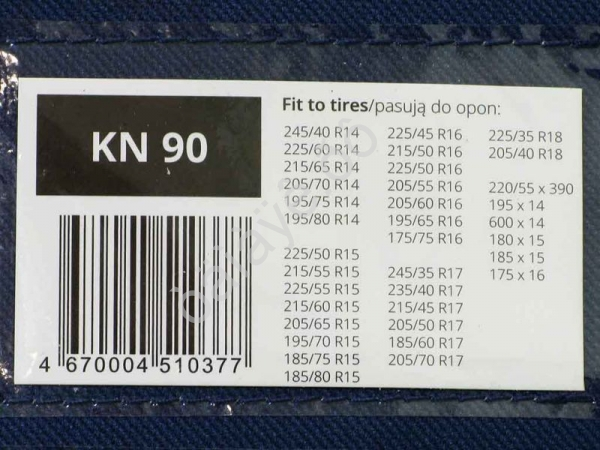 KN 90
4 670004 510377
Fit to tires/pasują do opon:
245/40 R14
225/60 R14
215/65 R14
205/70 R14
195/75 R14
195/80 R14
225/50 R15
215/55 R15
225/55 R15
215/60 R15
205/65 R15
195/70 R15
185/75 R15
185/80 R15
225/45 R16
215/50 R16
225/50 R16
205/55 R16
205/60 R16
195/65 R16
175/75 R16
245/35 R17
235/40 R17
215/45 R17
205/50 R17
185/60 R17
205/70 R17
225/35 R18
205/40 R18
220/55 x 390
195 x 14
600 x 14
180 x 15
185 x 15
175 x 16